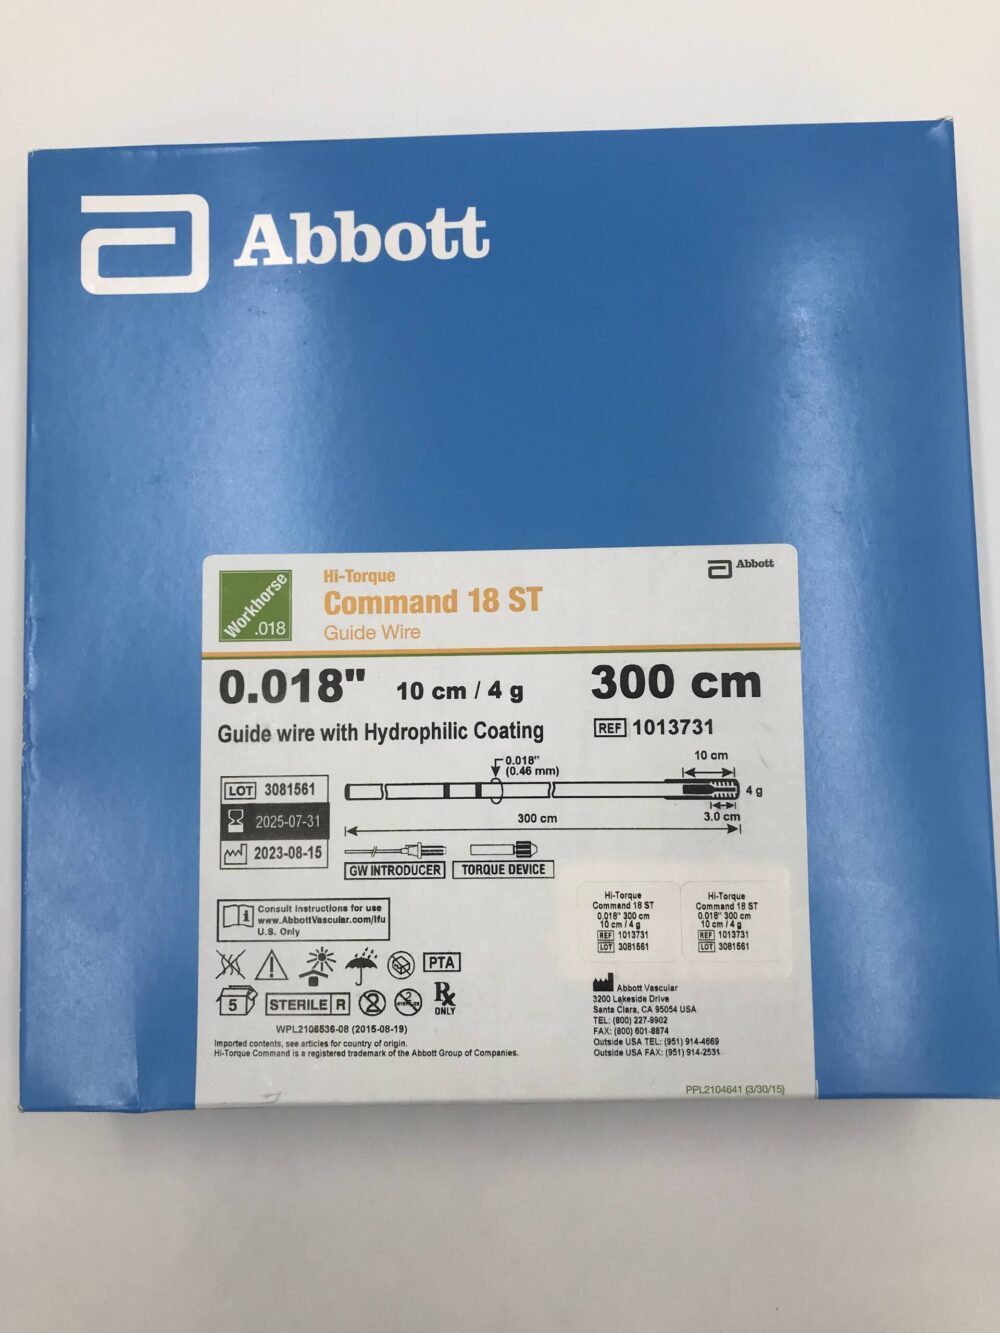 Abbott
Workhorse
.018
Hi-Torque
Command 18 ST
Guide Wire
Abbott
0.018" 10 cm / 4 g 300 cm
Guide wire with Hydrophilic Coating
REF 1013731
LOT 3081561
2025-07-31
2023-08-15
0.018"
(0.46 mm)
10 cm
4 g
3.0 cm
300 cm
GW INTRODUCER
TORQUE DEVICE
Consult instructions for use
www.AbbottVascular.com/ifu
U.S. Only
Hi-Torque
Command 18 ST
0.018" 300 cm
10 cm / 4 g
REF 1013731
LOT 3081561
Hi-Torque
Command 18 ST
0.018" 300 cm
10 cm / 4 g
REF 1013731
LOT 3081561
PTA
5
STERILE R
2
Rx
ONLY
WPL2106536-08 (2015-08-19)
Imported contents, see articles for country of origin.
Hi-Torque Command is a registered trademark of the Abbott Group of Companies.
Abbott Vascular
3200 Lakeside Drive
Santa Clara, CA 95054 USA
TEL: (800) 227-9902
FAX: (800) 601-8874
Outside USA TEL: (951) 914-4669
Outside USA FAX: (951) 914-2531
PPL2104641 (3/30/15)